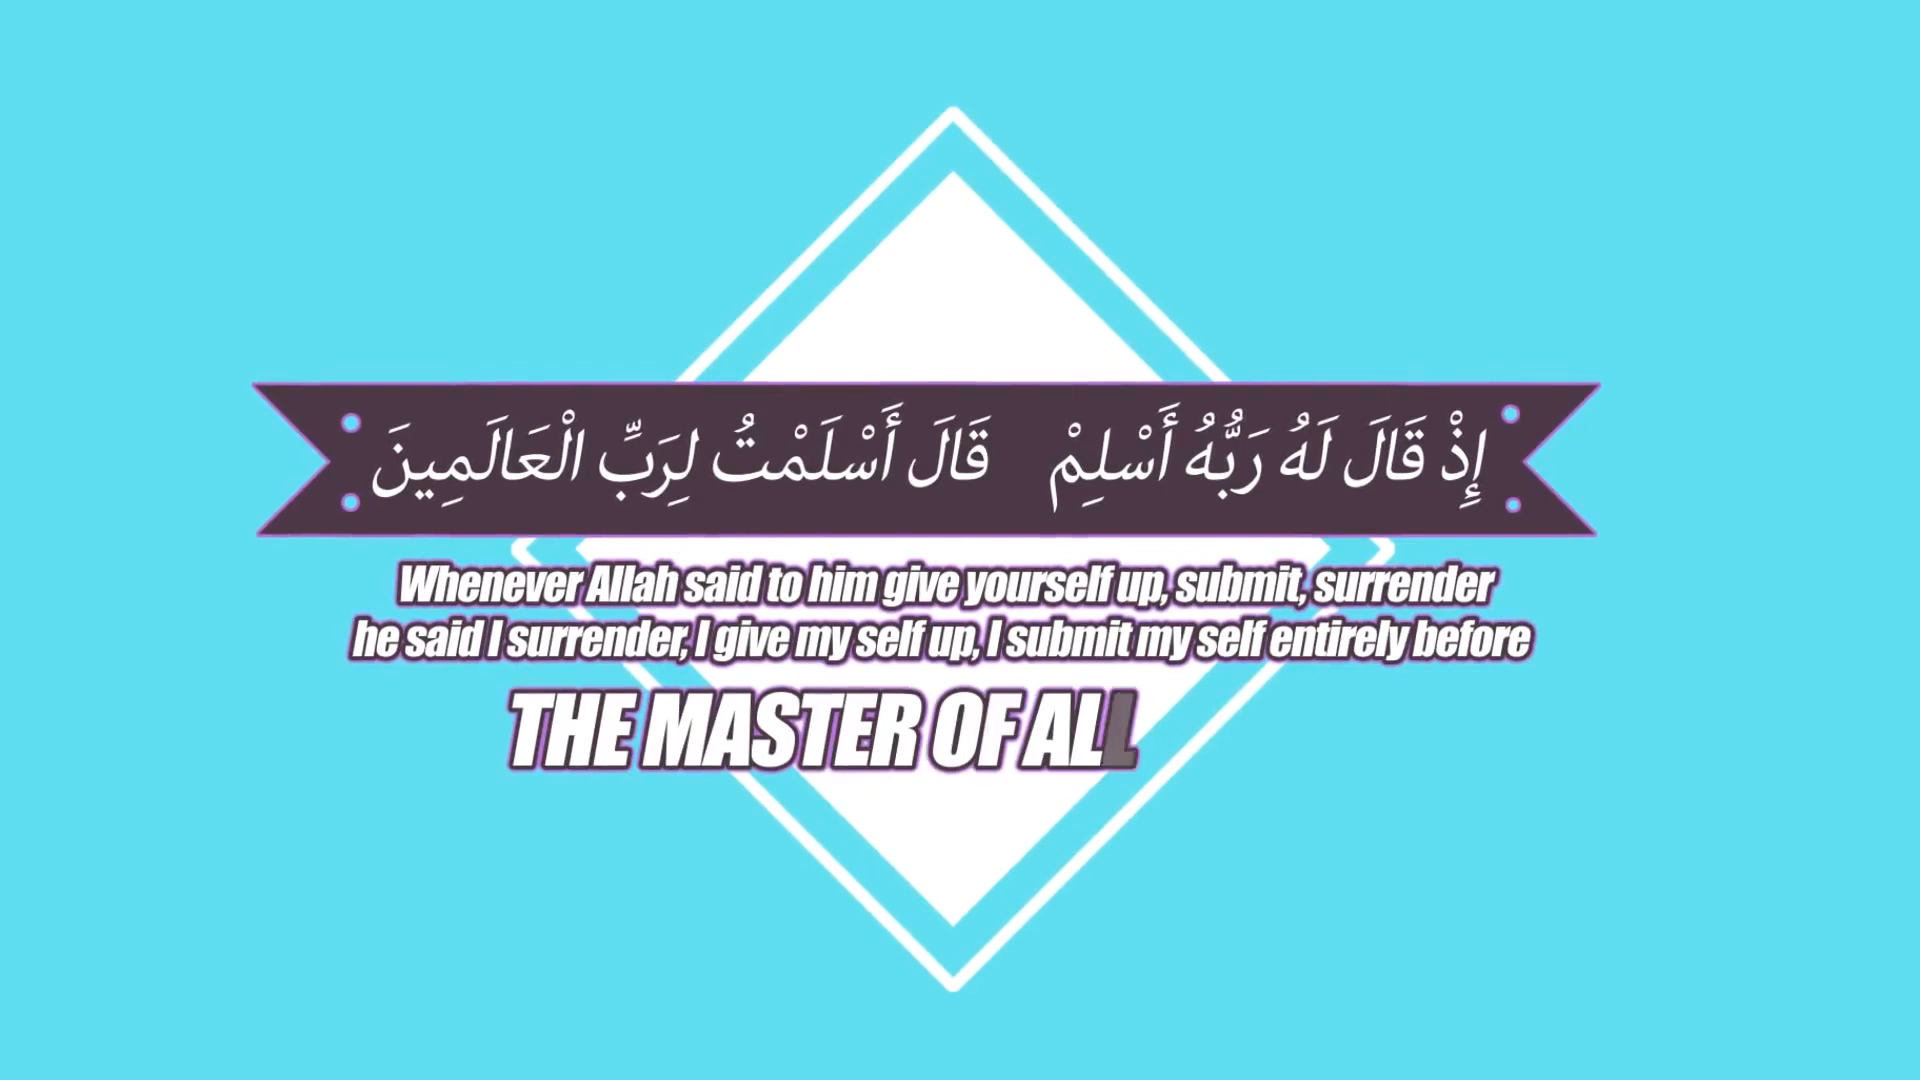 إِذْ قَالَ لَهُ رَبُّهُ أَسْلِمْ قَالَ أَسْلَمْتُ لِرَبِّ الْعَالَمِينَ
Whenever Allah said to him give yourself up, submit, surrender
he said I surrender, I give my self up, I submit my self entirely before
THE MASTER OF ALL